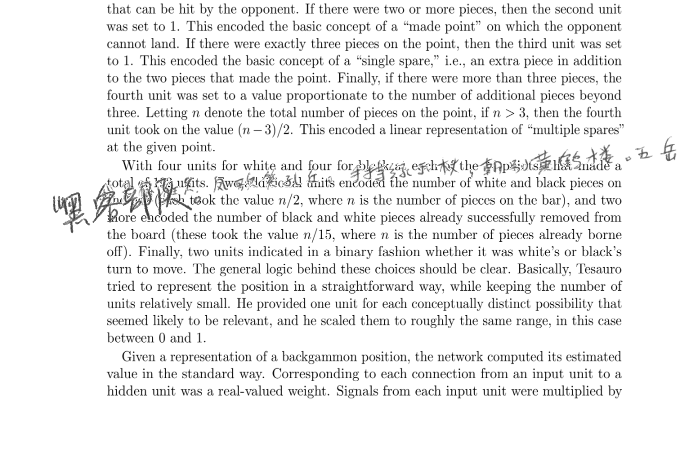 that can be hit by the opponent. If there were two or more pieces, then the second unit
was set to 1. This encoded the basic concept of a “made point” on which the opponent
cannot land. If there were exactly three pieces on the point, then the third unit was set
to 1. This encoded the basic concept of a “single spare,” i.e., an extra piece in addition
to the two pieces that made the point. Finally, if there were more than three pieces, the
fourth unit was set to a value proportionate to the number of additional pieces beyond
three. Letting n denote the total number of pieces on the point, if n > 3, then the fourth
unit took on the value (n − 3)/2. This encoded a linear representation of “multiple spares”
at the given point.
With four units for white and four for the made a
手持绿玉杖，朝 黄鹤楼。五岳
total of units. units encoded the number of white and black pieces on
took the value n/2, where n is the number of pieces on the bar), and two
more encoded the number of black and white pieces already successfully removed from
the board (these took the value n/15, where n is the number of pieces already borne
off). Finally, two units indicated in a binary fashion whether it was white’s or black’s
turn to move. The general logic behind these choices should be clear. Basically, Tesauro
tried to represent the position in a straightforward way, while keeping the number of
units relatively small. He provided one unit for each conceptually distinct possibility that
seemed likely to be relevant, and he scaled them to roughly the same range, in this case
between 0 and 1.
Given a representation of a backgammon position, the network computed its estimated
value in the standard way. Corresponding to each connection from an input unit to a
hidden unit was a real-valued weight. Signals from each input unit were multiplied by